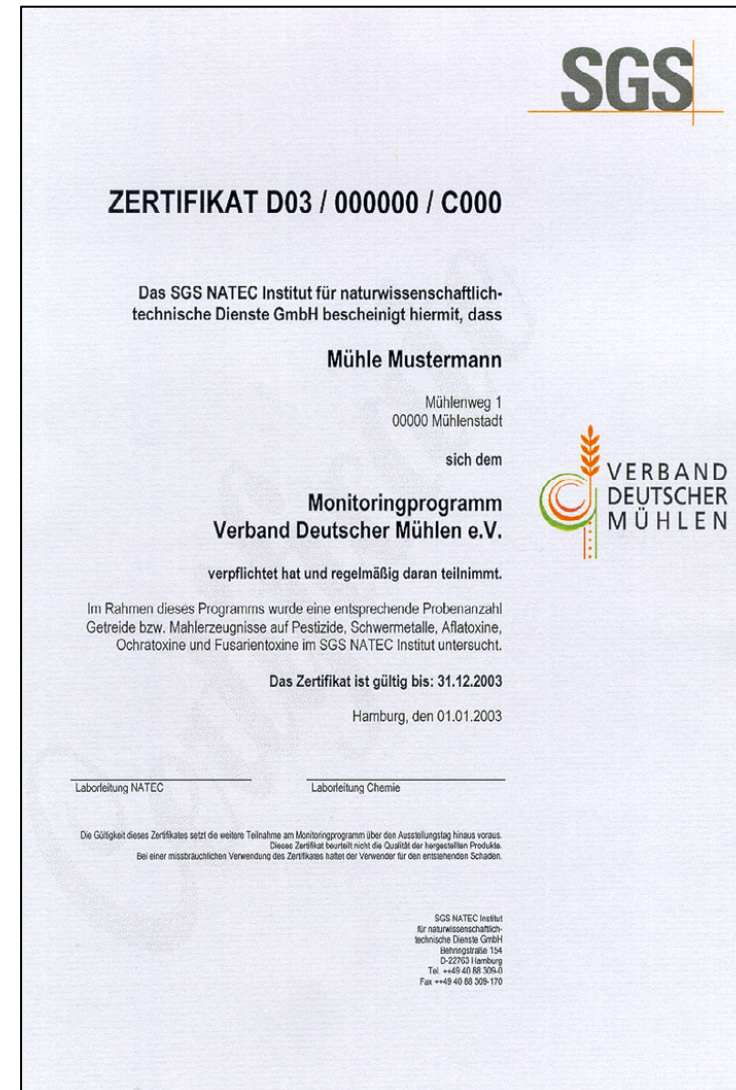 SGS
ZERTIFIKAT D03 / 000000 / C000
Das SGS NATEC Institut für naturwissenschaftlich-
technische Dienste GmbH bescheinigt hiermit, dass
Mühle Mustermann
Mühlenweg 1
00000 Mühlenstadt
sich dem
Monitoringprogramm
Verband Deutscher Mühlen e.V.
VERBAND
DEUTSCHER
MÜHLEN
verpflichtet hat und regelmäßig daran teilnimmt.
Im Rahmen dieses Programms wurde eine entsprechende Probenanzahl
Getreide bzw. Mahlerzeugnisse auf Pestizide, Schwermetalle, Aflatoxine,
Ochratoxine und Fusarientoxine im SGS NATEC Institut untersucht.
Das Zertifikat ist gültig bis: 31.12.2003
Hamburg, den 01.01.2003
Laborleitung NATEC
Laborleitung Chemie
Die Gültigkeit dieses Zertifikates setzt die weitere Teilnahme am Monitoringprogramm über den Ausstellungstag hinaus voraus.
Dieses Zertifikat beurteilt nicht die Qualität der hergestellten Produkte.
Bei einer missbräuchlichen Verwendung des Zertifikates haftet der Verwender für den entstehenden Schaden.
SGS NATEC Institut
für naturwissenschaftlich-
technische Dienste GmbH
Behringstraße 154
D-22763 Hamburg
Tel. ++49 40 88 309-0
Fax ++49 40 88 309-170